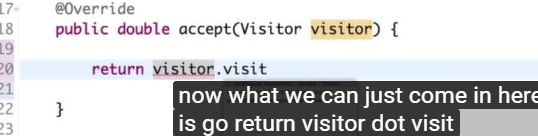 17 @Override
18 public double accept(Visitor visitor) {
19
20 return visitor.visit
21
22 }
23
now what we can just come in here
is go return visitor dot visit